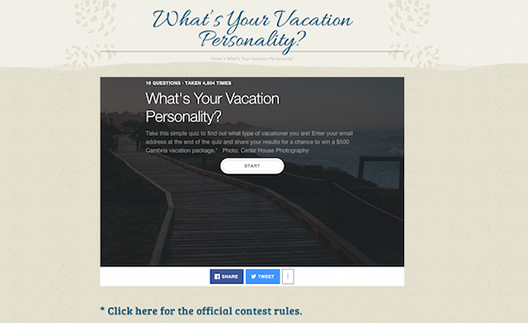 What's Your Vacation
Personality?
Home » What's Your Vacation Personality?
10 QUESTIONS · TAKEN 4,804 TIMES
What's Your Vacation
Personality?
Take this simple quiz to find out what type of vacationer you are! Enter your email
address at the end of the quiz and share your results for a chance to win a $500
Cambria vacation package.* Photo: Cedar House Photography
START
SHARE
TWEET
* Click here for the official contest rules.